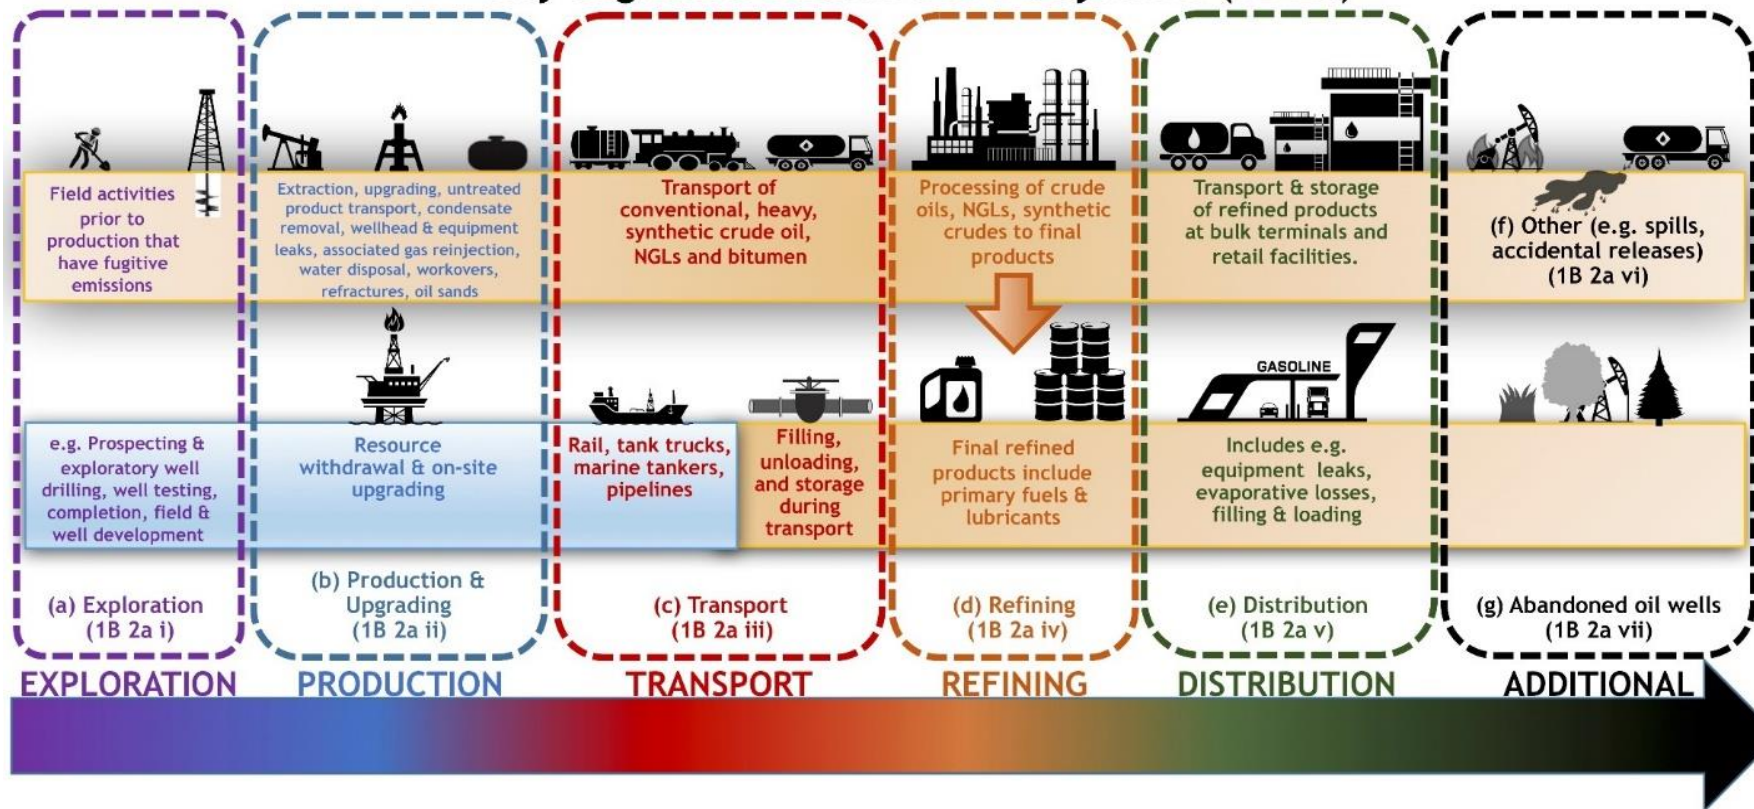 Field activities
prior to
production that
have fugitive
emissions
Extraction, upgrading, untreated
product transport, condensate
removal, wellhead & equipment
leaks, associated gas reinjection,
water disposal, workovers,
refractures, oil sands
Transport of
conventional, heavy,
synthetic crude oil,
NGLs and bitumen
Processing of crude
oils, NGLs, synthetic
crudes to final
products
Transport & storage
of refined products
at bulk terminals and
retail facilities.
(f) Other (e.g. spills,
accidental releases)
(1B 2a vi)
GASOLINE
e.g. Prospecting &
exploratory well
drilling, well testing,
completion, field &
well development
Resource
withdrawal & on-site
upgrading
Rail, tank trucks,
marine tankers,
pipelines
Filling,
unloading,
and storage
during
transport
Final refined
products include
primary fuels &
lubricants
Includes e.g.
equipment leaks,
evaporative losses,
filling & loading
(a) Exploration
(1B 2a i)
(b) Production &
Upgrading
(1B 2a ii)
(c) Transport
(1B 2a iii)
(d) Refining
(1B 2a iv)
(e) Distribution
(1B 2a v)
(g) Abandoned oil wells
(1B 2a vii)
EXPLORATION
PRODUCTION
TRANSPORT
REFINING
DISTRIBUTION
ADDITIONAL